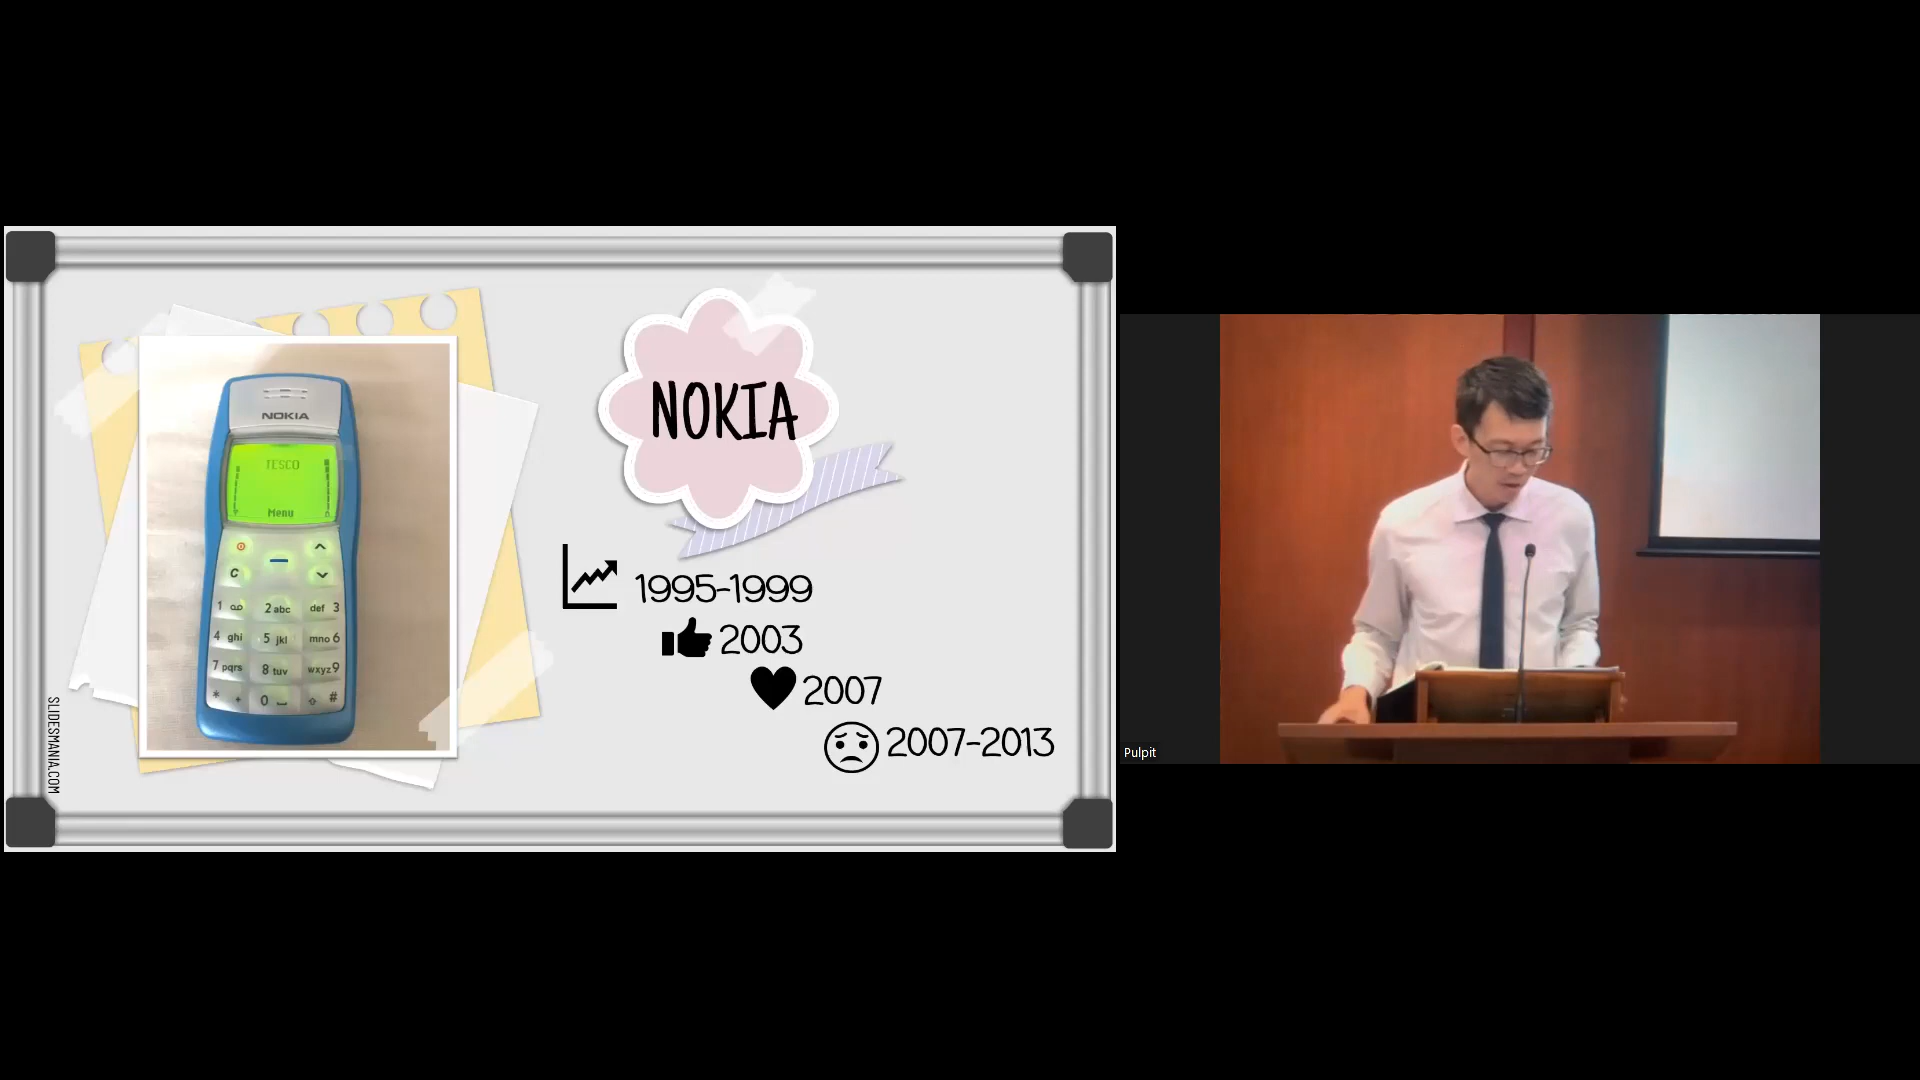 NOKIA
TESCO
Menu
C
1
2 abc
def 3
4 ghi
5 jkl
mno 6
7 pqrs
8 tuv
wxyz 9
* +
0
#
NOKIA
1995-1999
2003
2007
2007-2013
SLIDESMANIA.COM
Pulpit